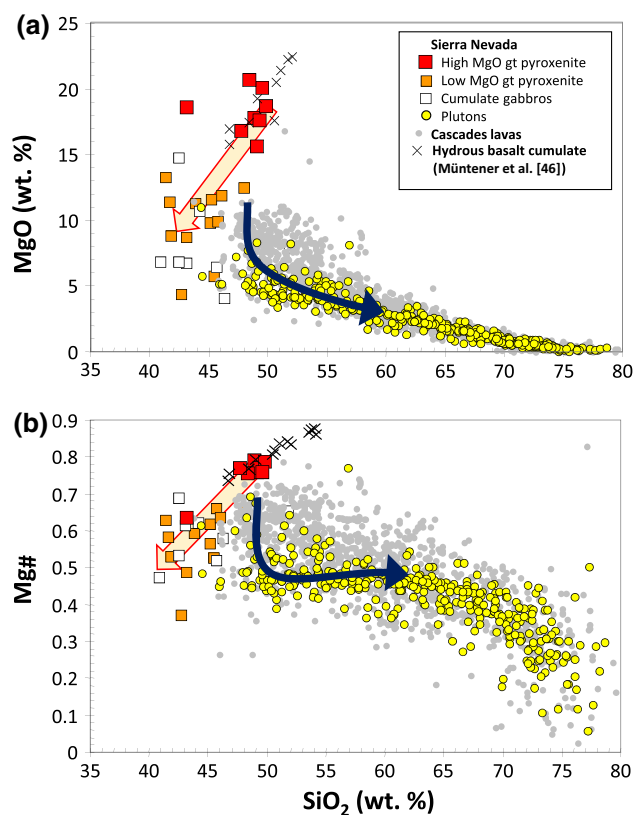 (a)
25
20
15
10
5
0
MgO (wt. %)
35 40 45 50 55 60 65 70 75 80
Sierra Nevada
High MgO gt pyroxenite
Low MgO gt pyroxenite
Cumulate gabbros
Plutons
Cascades lavas
Hydrous basalt cumulate
(Müntener et al. [46])
(b)
0.9
0.8
0.7
0.6
0.5
0.4
0.3
0.2
0.1
0
Mg#
35 40 45 50 55 60 65 70 75 80
SiO₂ (wt. %)